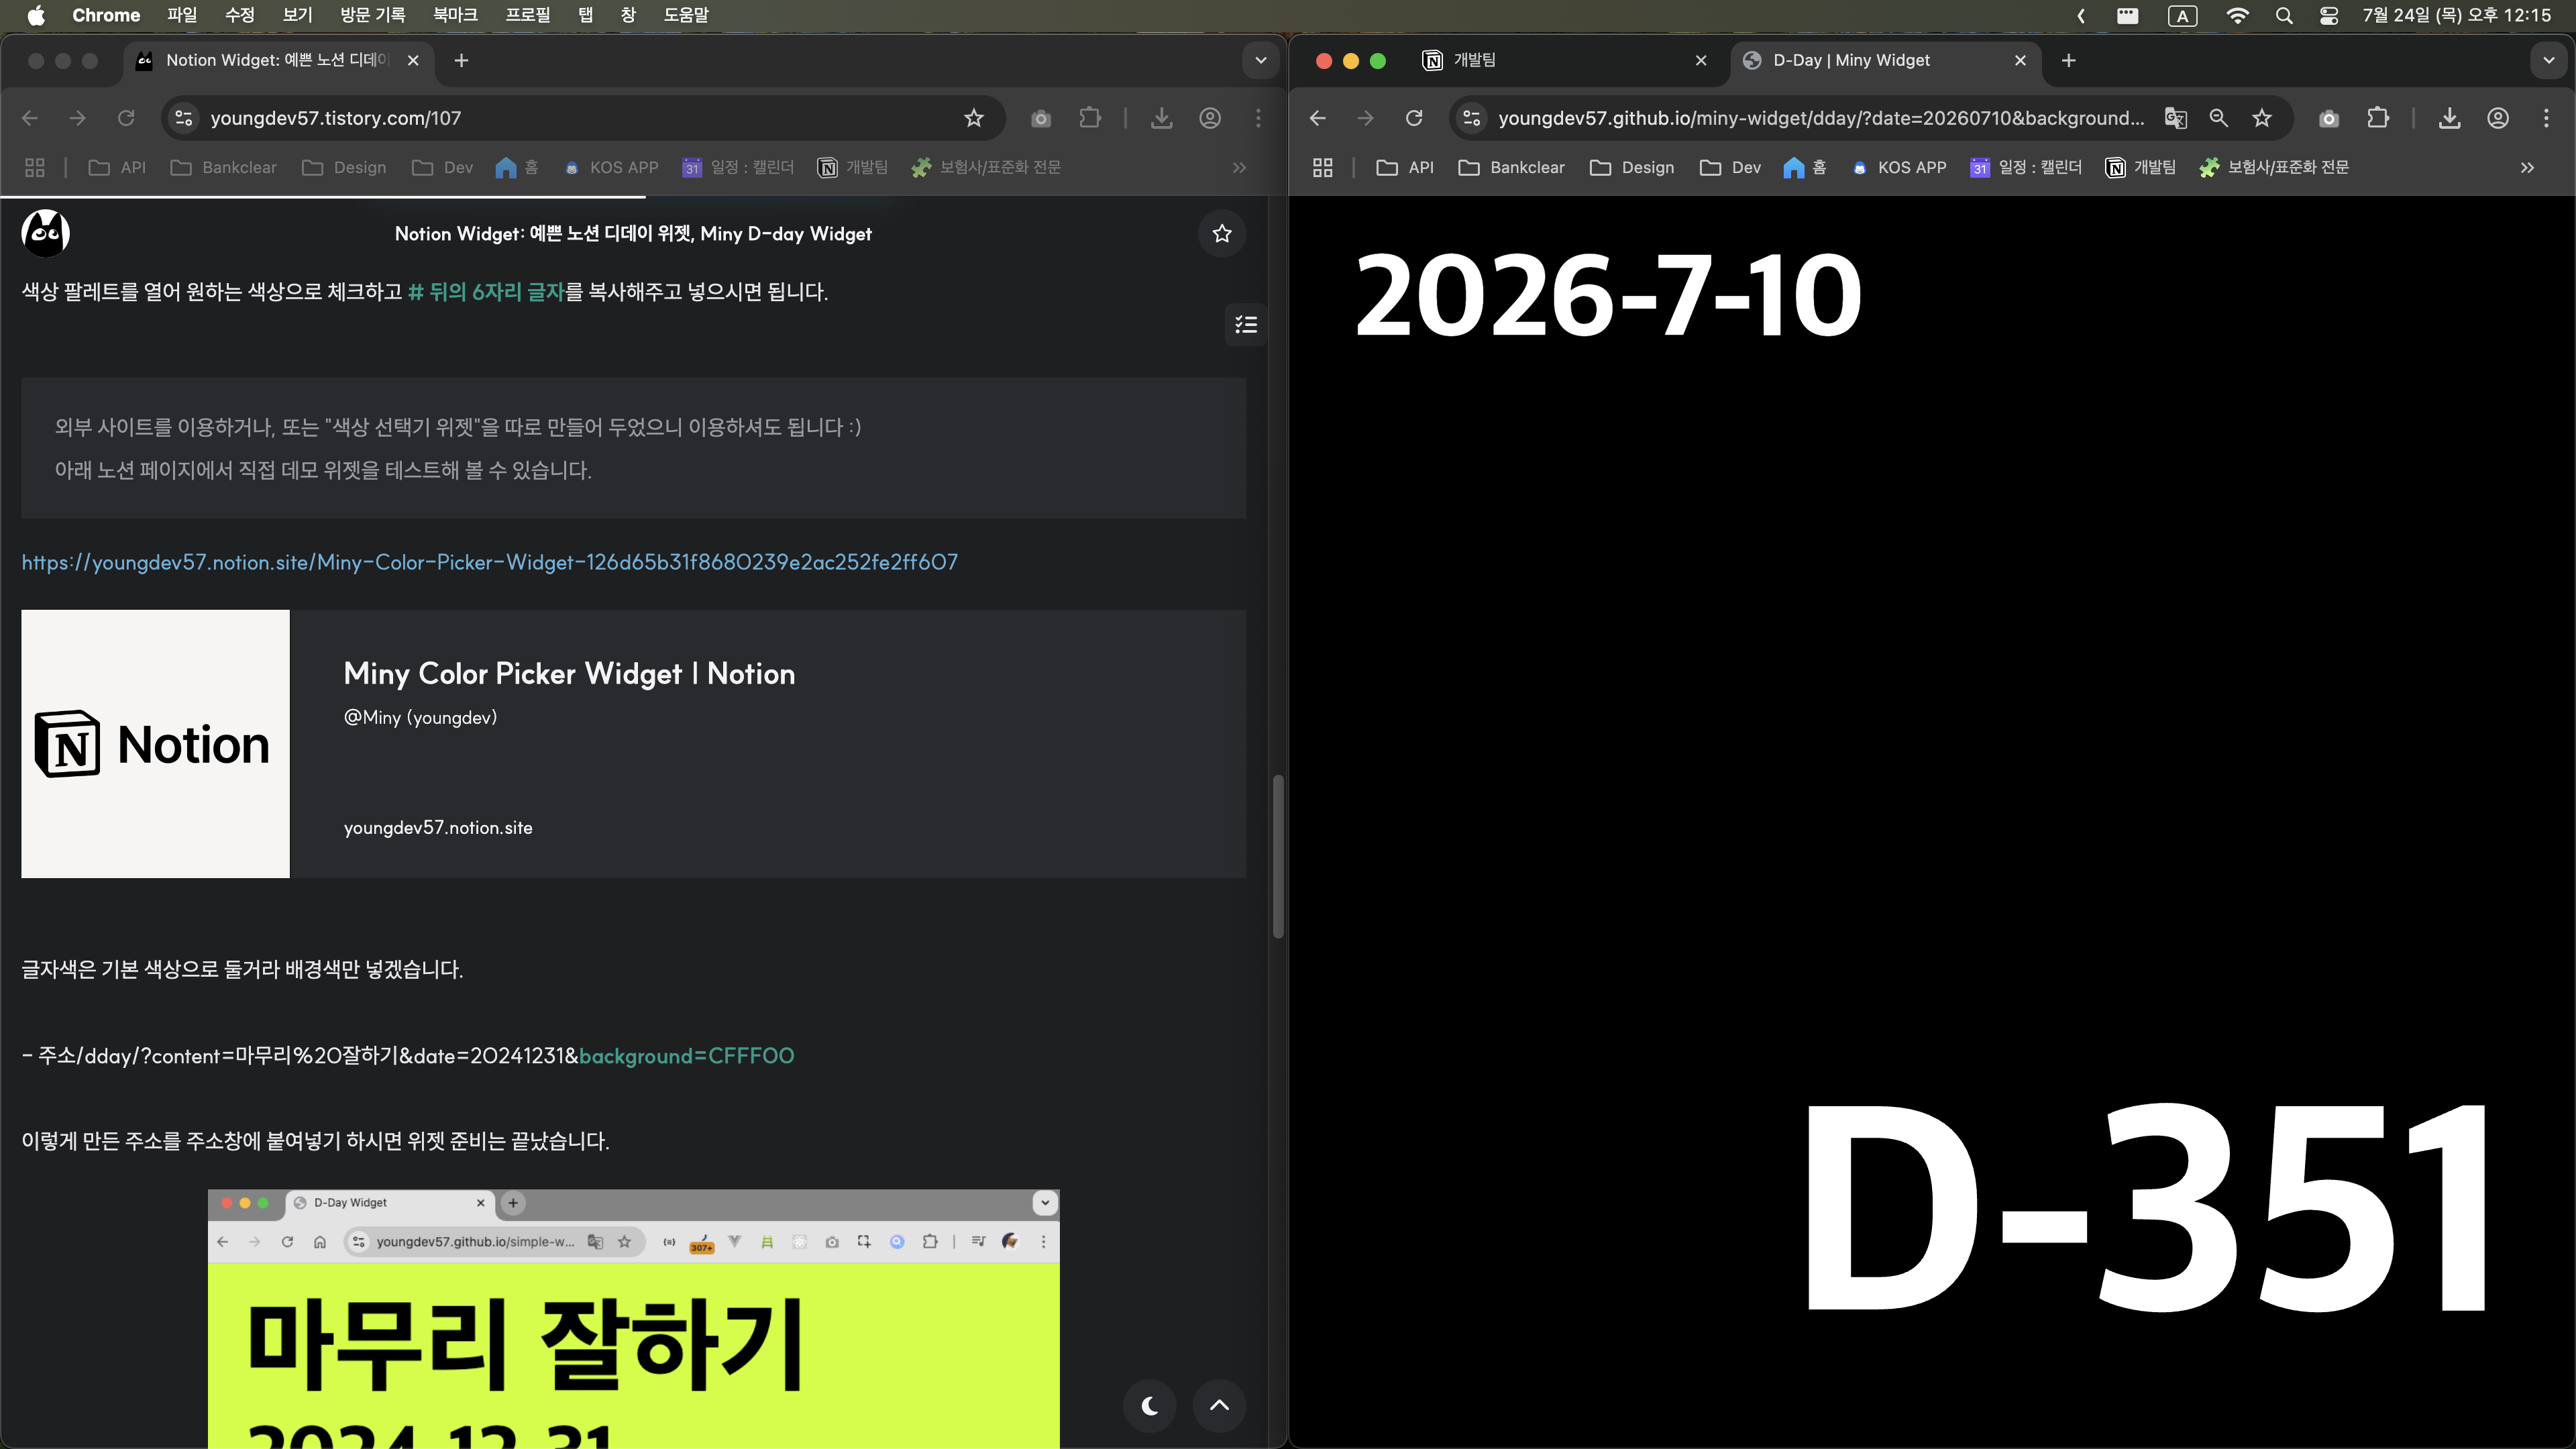 Chrome 파일 수정 보기 방문 기록 북마크 프로필 탭 창 도움말
A 7월 24일 (목) 오후 12:15
Notion Widget: 예쁜 노션 디데이
youngdev57.tistory.com/107
API Bankclear Design Dev 홈 KOS APP 31 일정 : 캘린더 개발팀 보험사/표준화 전문
Notion Widget: 예쁜 노션 디데이 위젯, Miny D-day Widget
색상 팔레트를 열어 원하는 색상으로 체크하고 # 뒤의 6자리 글자를 복사해주고 넣으시면 됩니다.
외부 사이트를 이용하거나, 또는 "색상 선택기 위젯"을 따로 만들어 두었으니 이용하셔도 됩니다 :)
아래 노션 페이지에서 직접 데모 위젯을 테스트해 볼 수 있습니다.
https://youngdev57.notion.site/Miny-Color-Picker-Widget-126d65b31f8680239e2ac252fe2ff607
Notion
Miny Color Picker Widget | Notion
@Miny (youngdev)
youngdev57.notion.site
글자색은 기본 색상으로 둘거라 배경색만 넣겠습니다.
- 주소/dday/?content=마무리%20잘하기&date=20241231&background=CFFF00
이렇게 만든 주소를 주소창에 붙여넣기 하시면 위젯 준비는 끝났습니다.
D-Day Widget
youngdev57.github.io/simple-w...
307+
마무리 잘하기
2024-12-31
개발팀
D-Day | Miny Widget
youngdev57.github.io/miny-widget/dday/?date=20260710&background...
API Bankclear Design Dev 홈 KOS APP 31 일정 : 캘린더 개발팀 보험사/표준화 전문
2026-7-10
D-351